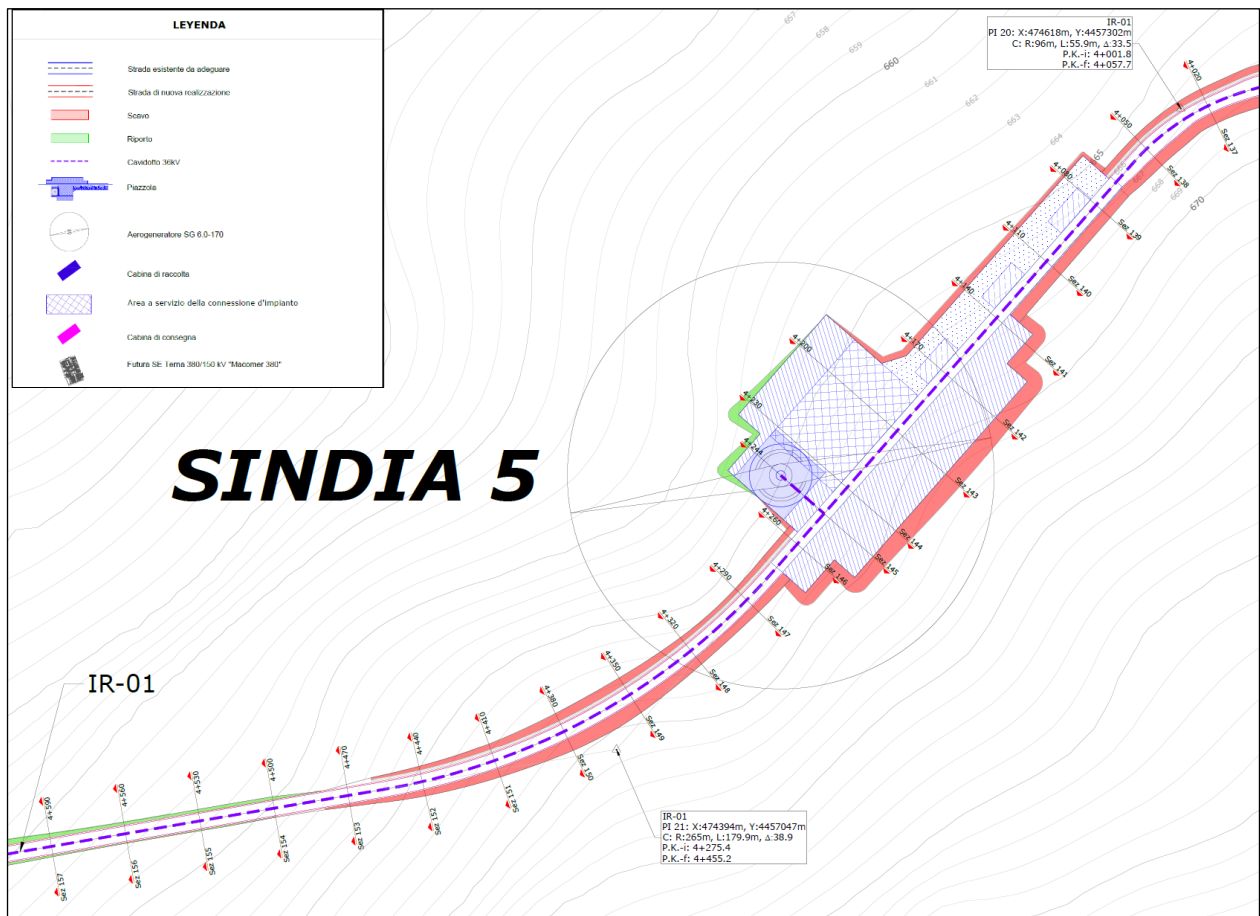 LEYENDA
Strada esistente da adeguare
Strada di nuova realizzazione
Scavo
Riporto
Cavidotto 36kV
Piazzola
Aerogeneratore SG 6.0-170
Cabina di raccolta
Area a servizio della connessione d'impianto
Cabina di consegna
Futura SE Terna 380/150 kV "Macomer 380"
657
658
659
660
661
662
663
664
665
666
667
668
669
670
IR-01
PI 20: X:474618m, Y:4457302m
C: R:96m, L:55.9m, Δ:33.5
P.K.-i: 4+001.8
P.K.-f: 4+057.7
4+020
Sez 137
4+050
Sez 138
4+080
Sez 139
4+110
Sez 140
4+140
Sez 141
4+170
Sez 142
4+200
Sez 143
4+230
Sez 144
4+244
Sez 145
4+260
Sez 146
4+290
Sez 147
4+320
Sez 148
4+350
Sez 149
4+380
Sez 150
4+410
Sez 151
4+440
Sez 152
4+470
Sez 153
4+500
Sez 154
4+530
Sez 155
4+560
Sez 156
4+590
Sez 157
SINDIA 5
IR-01
IR-01
PI 21: X:474394m, Y:4457047m
C: R:265m, L:179.9m, Δ:38.9
P.K.-i: 4+275.4
P.K.-f: 4+455.2